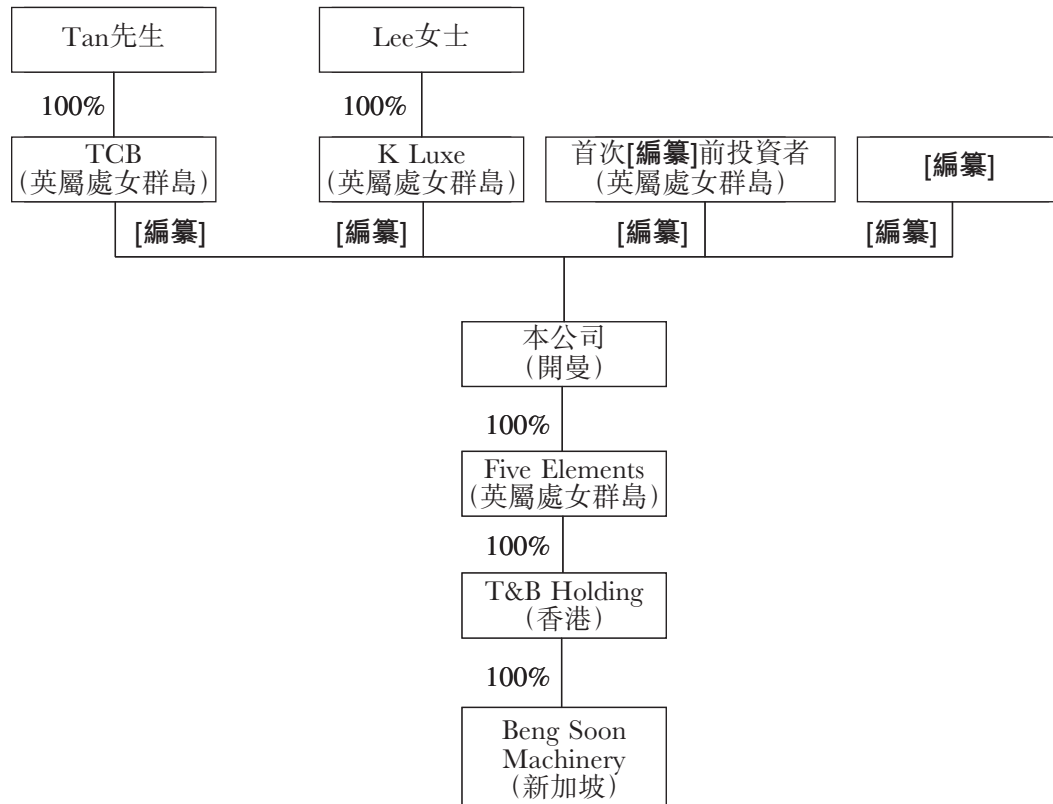 Tan先生
Lee女士
100%
100%
TCB
(英屬處女群島)
K Luxe
(英屬處女群島)
首次[編纂]前投資者
(英屬處女群島)
[編纂]
[編纂]
[編纂]
[編纂]
[編纂]
本公司
(開曼)
100%
Five Elements
(英屬處女群島)
100%
T&B Holding
(香港)
100%
Beng Soon
Machinery
(新加坡)